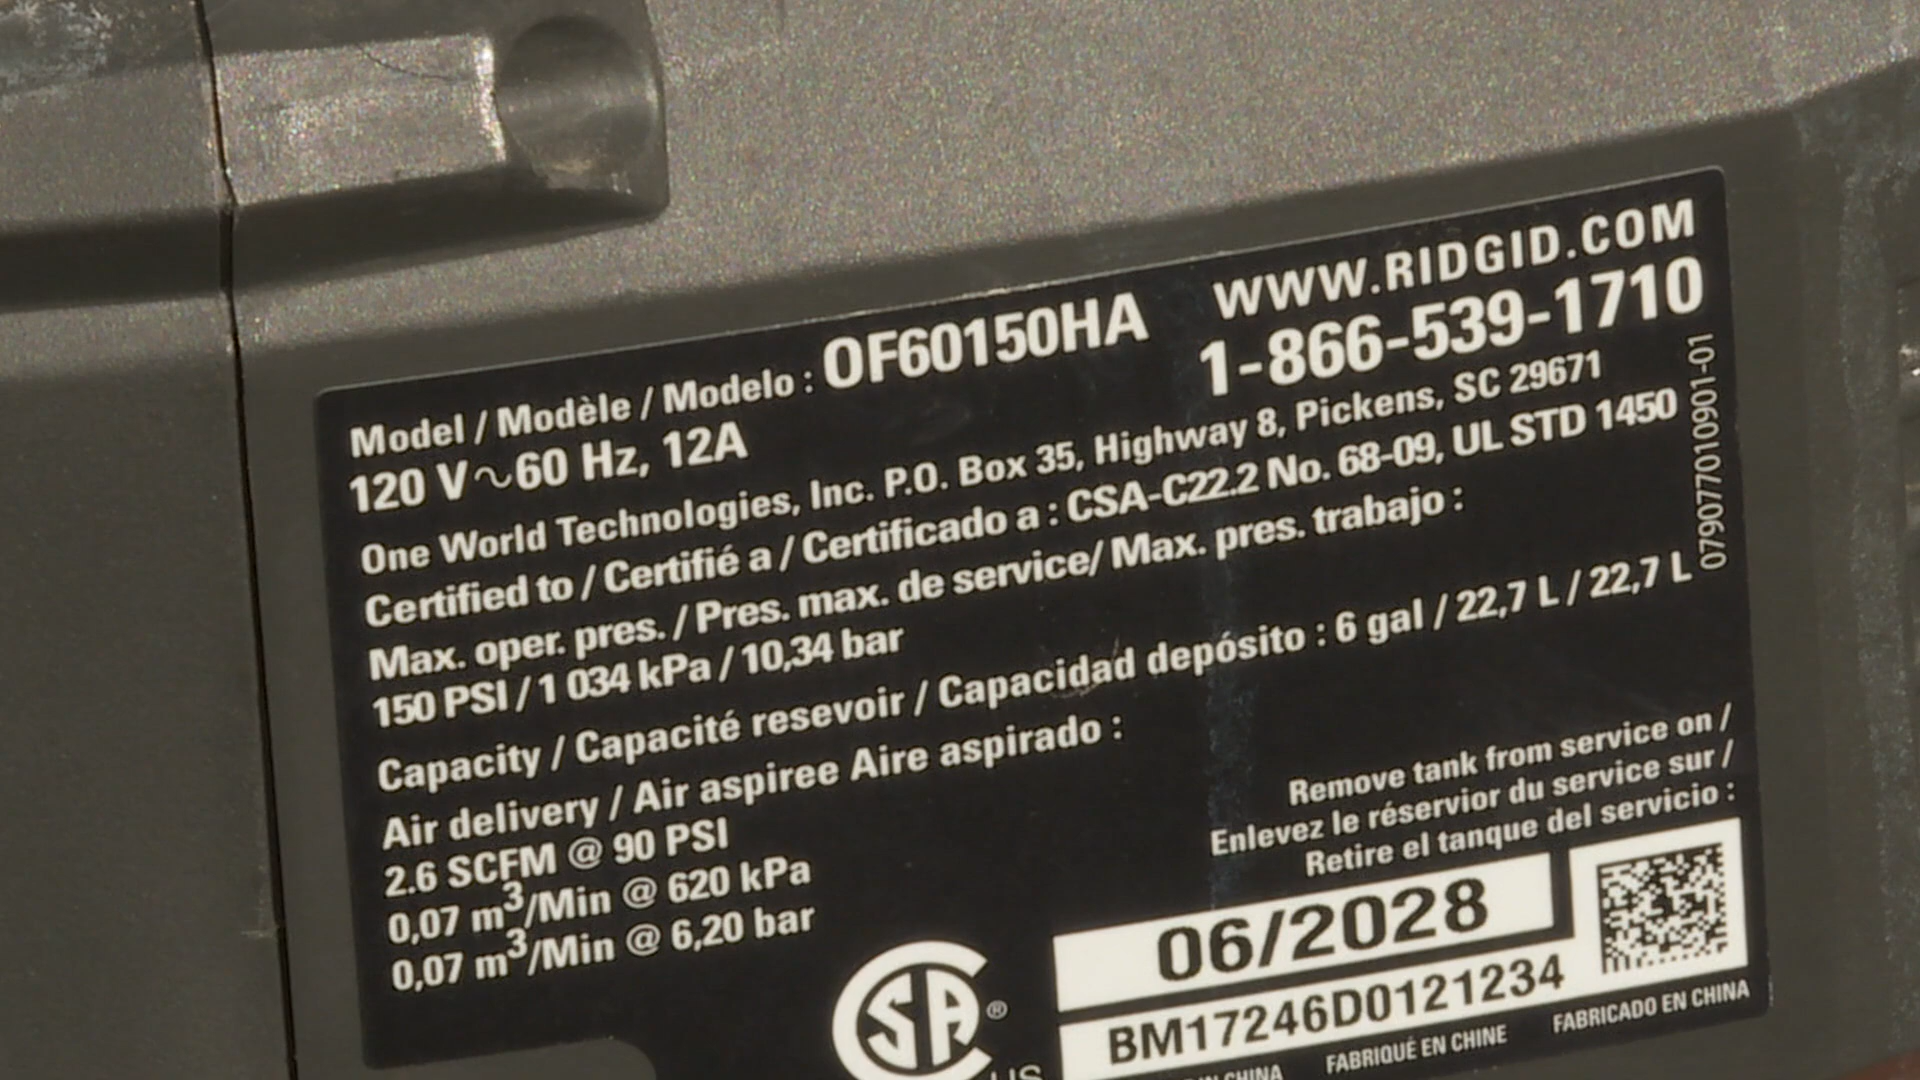 WWW.RIDGID.COM
Model / Modèle / Modelo : OF60150HA
1-866-539-1710
120 V~60 Hz, 12A
One World Technologies, Inc. P.O. Box 35, Highway 8, Pickens, SC 29671
Certified to / Certifié a / Certificado a : CSA-C22.2 No. 68-09, UL STD 1450
Max. oper. pres. / Pres. max. de service/ Max. pres. trabajo :
150 PSI / 1 034 kPa / 10,34 bar
079077010901-01
Capacity / Capacité resevoir / Capacidad depósito : 6 gal / 22,7 L / 22,7 L
Air delivery / Air aspiree Aire aspirado :
2.6 SCFM @ 90 PSI
0,07 m³/Min @ 620 kPa
0,07 m³/Min @ 6,20 bar
Remove tank from service on /
Enlevez le réservior du service sur /
Retire el tanque del servicio :
06/2028
BM17246D0121234
SA ®
US
IN CHINA FABRIQUÉ EN CHINE FABRICADO EN CHINA